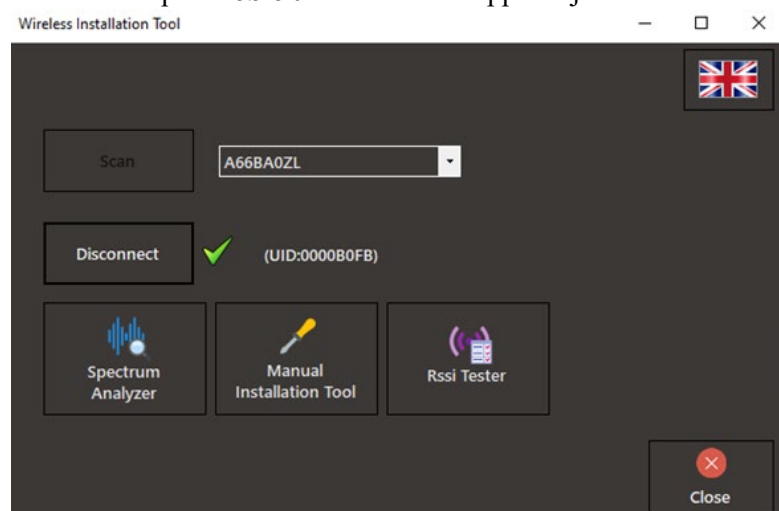 Wireless Installation Tool
Scan
A66BA0ZL
Disconnect
(UID:0000B0FB)
Spectrum
Analyzer
Manual
Installation Tool
Rssi Tester
Close